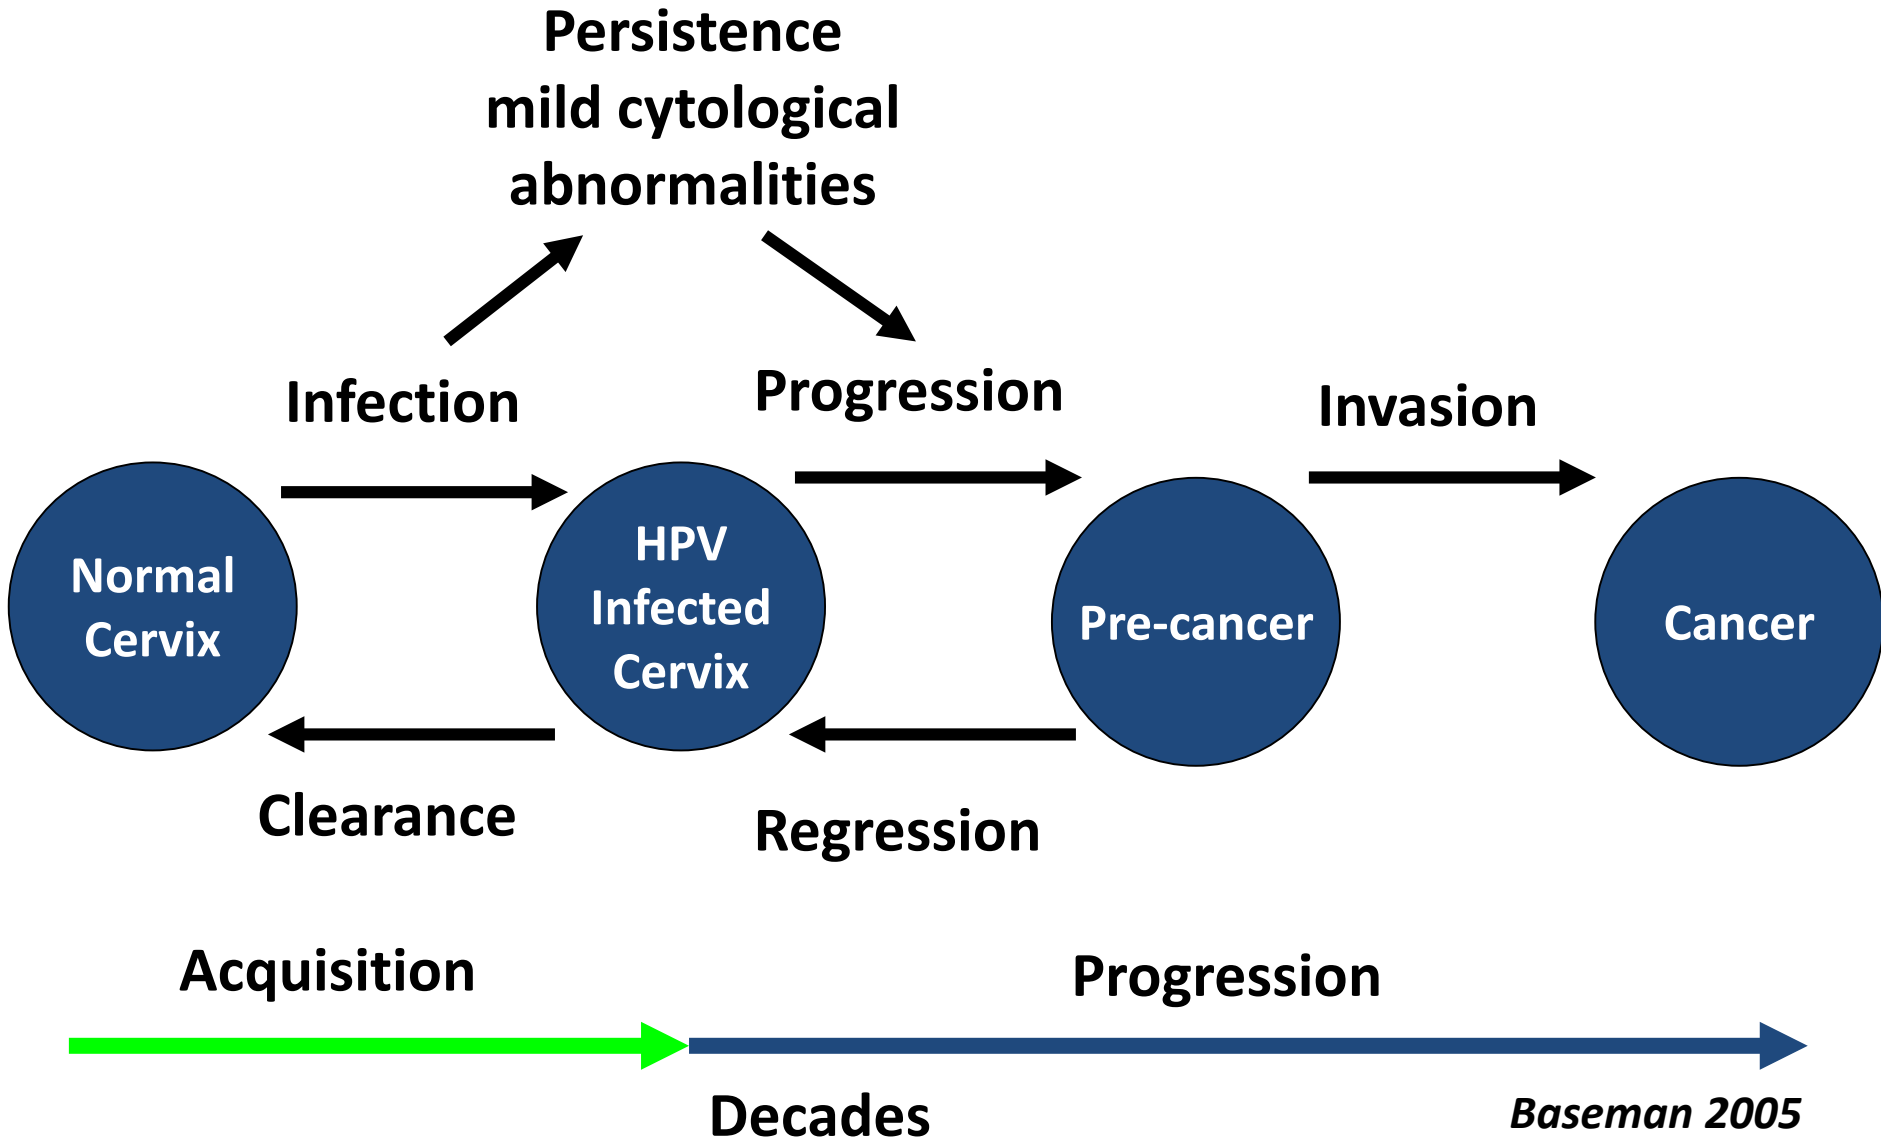 Persistence
mild cytological
abnormalities
Infection
Progression
Invasion
Normal
Cervix
HPV
Infected
Cervix
Pre-cancer
Cancer
Clearance
Regression
Acquisition
Progression
Decades
Baseman 2005